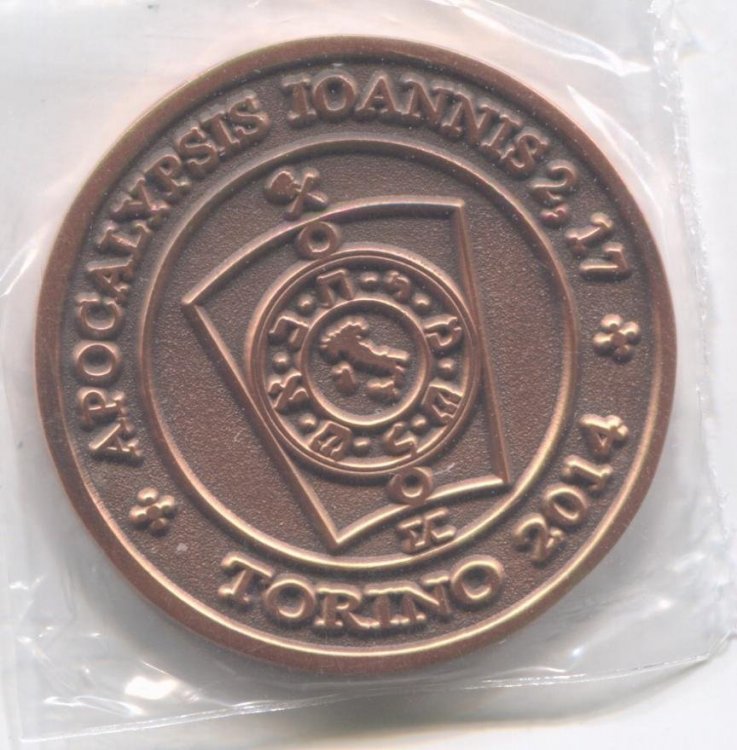 APOCALYPSIS IOANNIS 2, 17
TORINO 2014